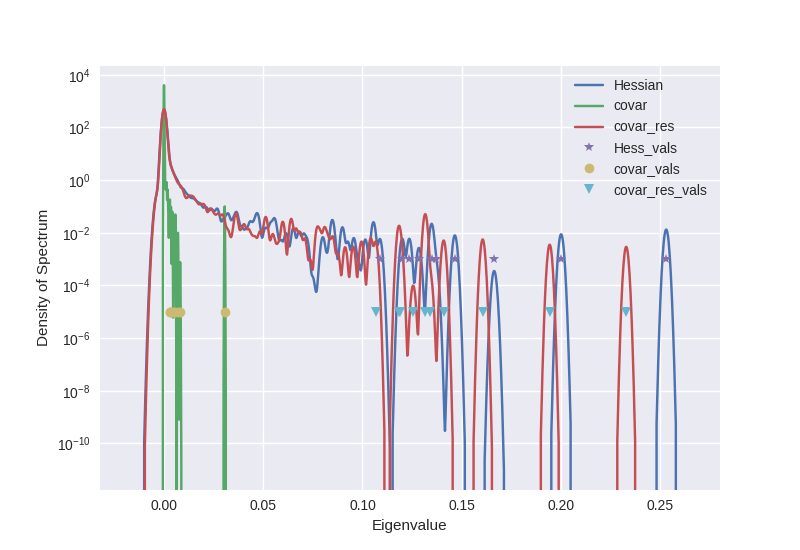 10^4
10^2
10^0
10^−2
10^−4
10^−6
10^−8
10^−10
Density of Spectrum
Hessian
covar
covar_res
Hess_vals
covar_vals
covar_res_vals
0.00 0.05 0.10 0.15 0.20 0.25
Eigenvalue